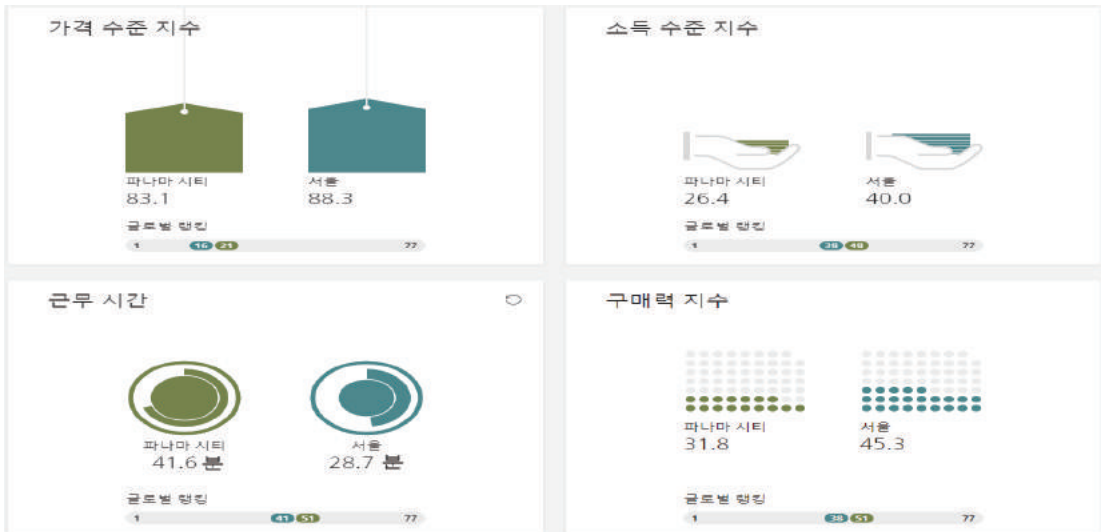 가격 수준 지수
파나마 시티
83.1
서울
88.3
글로벌 랭킹
1 16 21 77
소득 수준 지수
파나마 시티
26.4
서울
40.0
글로벌 랭킹
1 38 48 77
근무 시간
파나마 시티
41.6 분
서울
28.7 분
글로벌 랭킹
1 41 51 77
구매력 지수
파나마 시티
31.8
서울
45.3
글로벌 랭킹
1 38 51 77